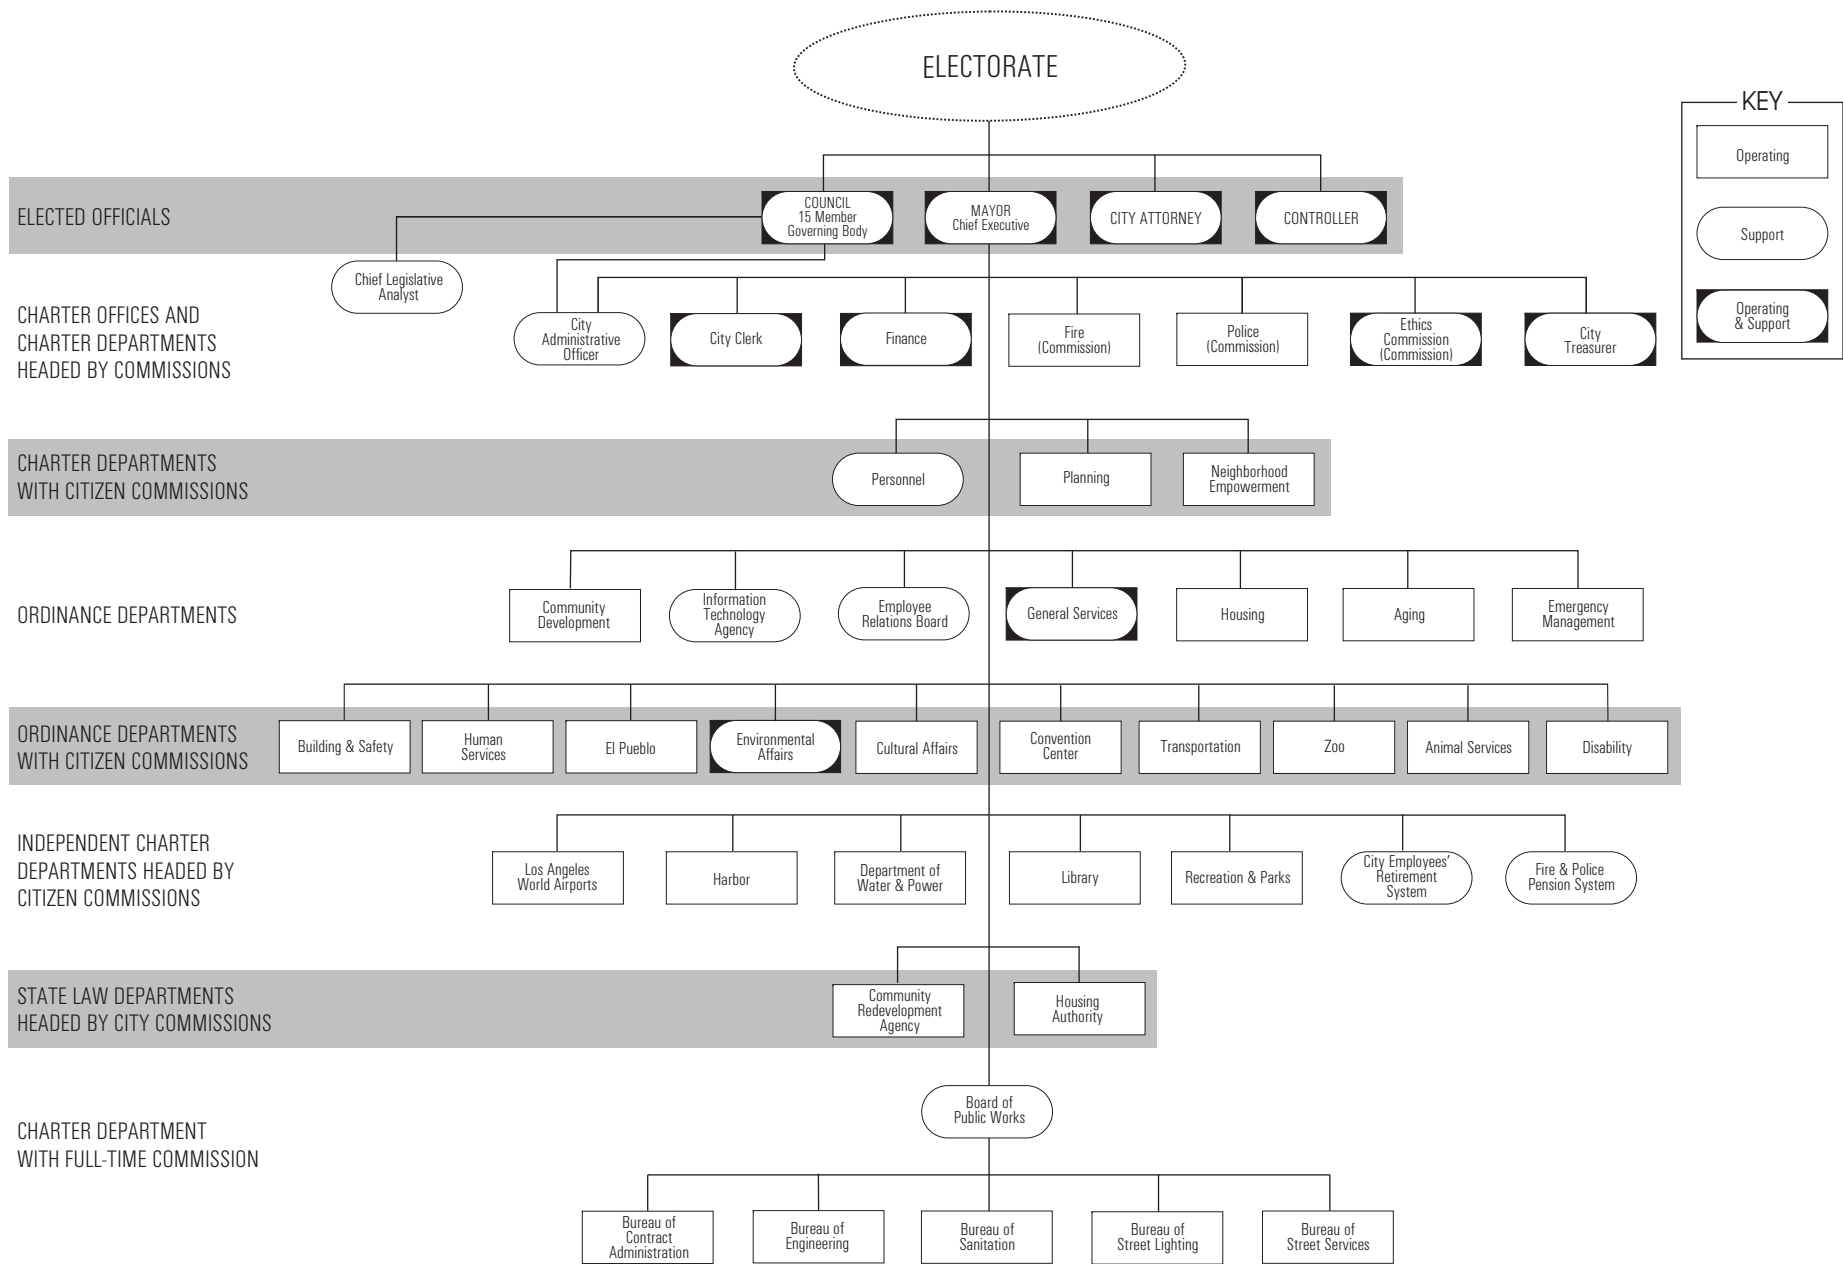 ELECTORATE
KEY
Operating
Support
Operating
& Support
ELECTED OFFICIALS
COUNCIL
15 Member
Governing Body
MAYOR
Chief Executive
CITY ATTORNEY
CONTROLLER
Chief Legislative
Analyst
CHARTER OFFICES AND
CHARTER DEPARTMENTS
HEADED BY COMMISSIONS
City
Administrative
Officer
City Clerk
Finance
Fire
(Commission)
Police
(Commission)
Ethics
Commission
(Commission)
City
Treasurer
CHARTER DEPARTMENTS
WITH CITIZEN COMMISSIONS
Personnel
Planning
Neighborhood
Empowerment
ORDINANCE DEPARTMENTS
Community
Development
Information
Technology
Agency
Employee
Relations Board
General Services
Housing
Aging
Emergency
Management
ORDINANCE DEPARTMENTS
WITH CITIZEN COMMISSIONS
Building & Safety
Human
Services
El Pueblo
Environmental
Affairs
Cultural Affairs
Convention
Center
Transportation
Zoo
Animal Services
Disability
INDEPENDENT CHARTER
DEPARTMENTS HEADED BY
CITIZEN COMMISSIONS
Los Angeles
World Airports
Harbor
Department of
Water & Power
Library
Recreation & Parks
City Employees'
Retirement
System
Fire & Police
Pension System
STATE LAW DEPARTMENTS
HEADED BY CITY COMMISSIONS
Community
Redevelopment
Agency
Housing
Authority
CHARTER DEPARTMENT
WITH FULL-TIME COMMISSION
Board of
Public Works
Bureau of
Contract
Administration
Bureau of
Engineering
Bureau of
Sanitation
Bureau of
Street Lighting
Bureau of
Street Services